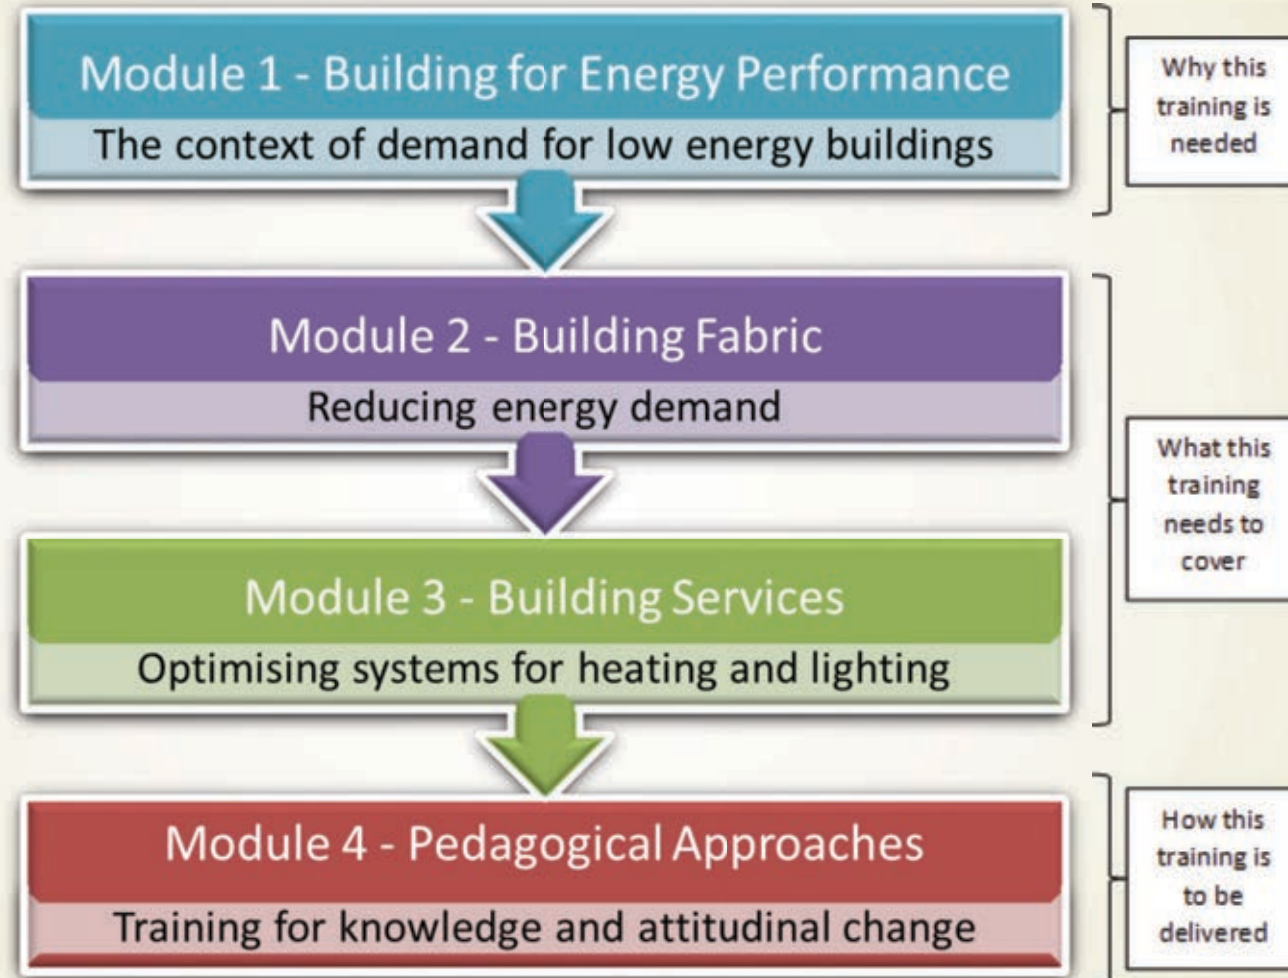 Module 1 - Building for Energy Performance
The context of demand for low energy buildings
Why this
training is
needed
Module 2 - Building Fabric
Reducing energy demand
Module 3 - Building Services
Optimising systems for heating and lighting
What this
training
needs to
cover
Module 4 - Pedagogical Approaches
Training for knowledge and attitudinal change
How this
training is
to be
delivered